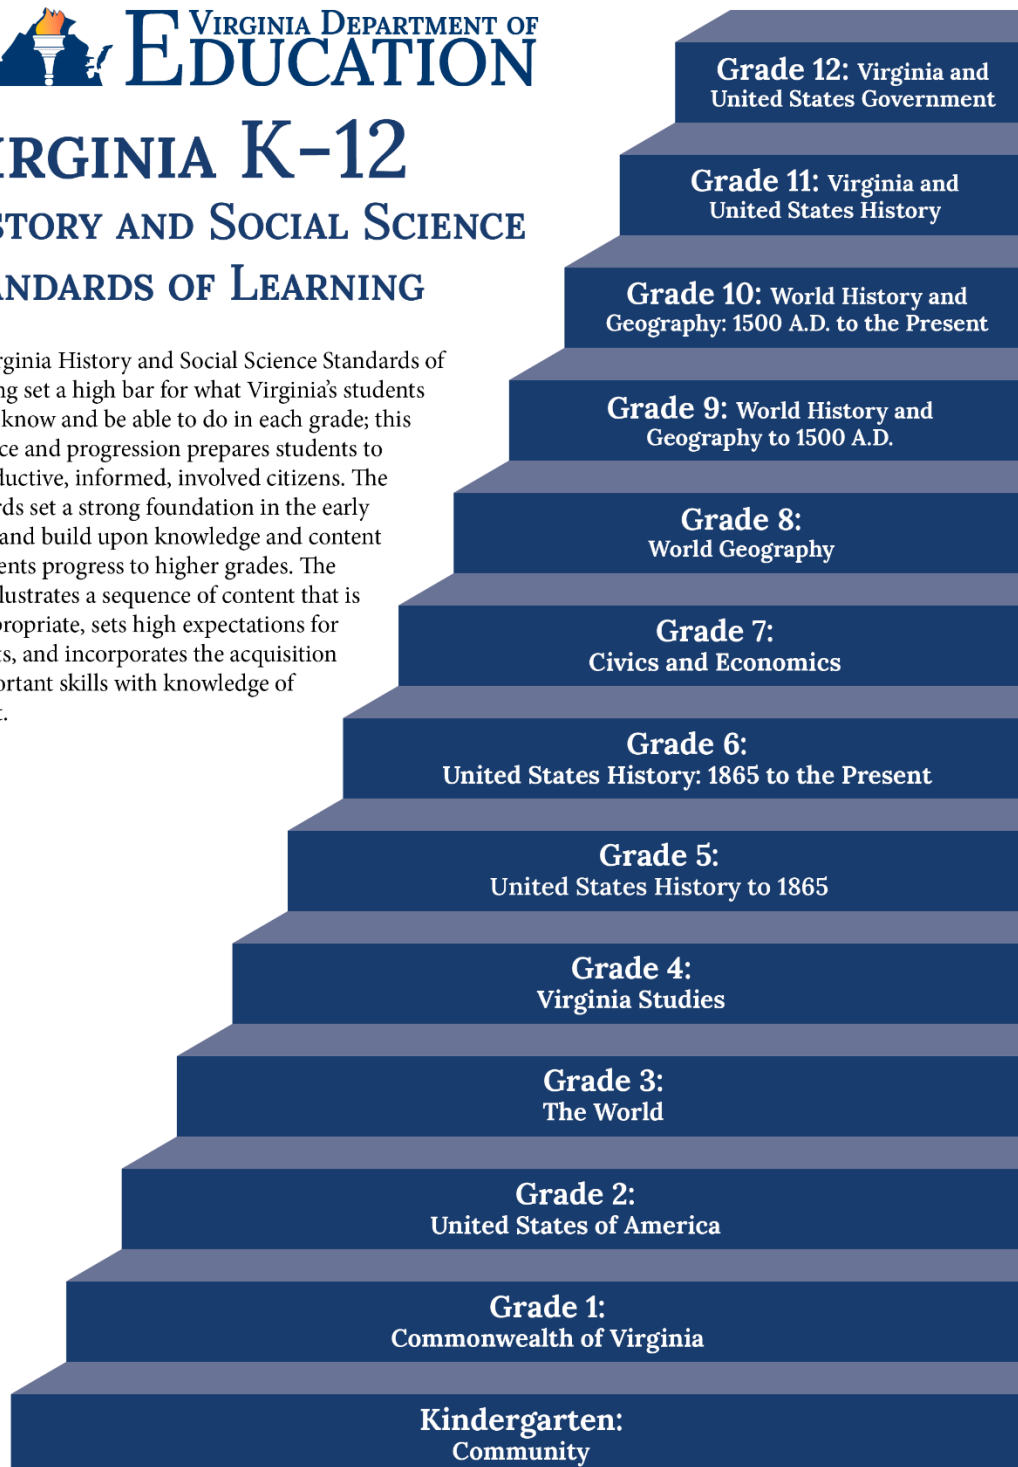 VIRGINIA DEPARTMENT OF
EDUCATION
IRGINIA K–12
STORY AND SOCIAL SCIENCE
ANDARDS OF LEARNING
rginia History and Social Science Standards of
ng set a high bar for what Virginia's students
know and be able to do in each grade; this
ce and progression prepares students to
ductive, informed, involved citizens. The
rds set a strong foundation in the early
and build upon knowledge and content
ents progress to higher grades. The
llustrates a sequence of content that is
propriate, sets high expectations for
ts, and incorporates the acquisition
ortant skills with knowledge of
t.
Grade 12: Virginia and
United States Government
Grade 11: Virginia and
United States History
Grade 10: World History and
Geography: 1500 A.D. to the Present
Grade 9: World History and
Geography to 1500 A.D.
Grade 8:
World Geography
Grade 7:
Civics and Economics
Grade 6:
United States History: 1865 to the Present
Grade 5:
United States History to 1865
Grade 4:
Virginia Studies
Grade 3:
The World
Grade 2:
United States of America
Grade 1:
Commonwealth of Virginia
Kindergarten:
Community